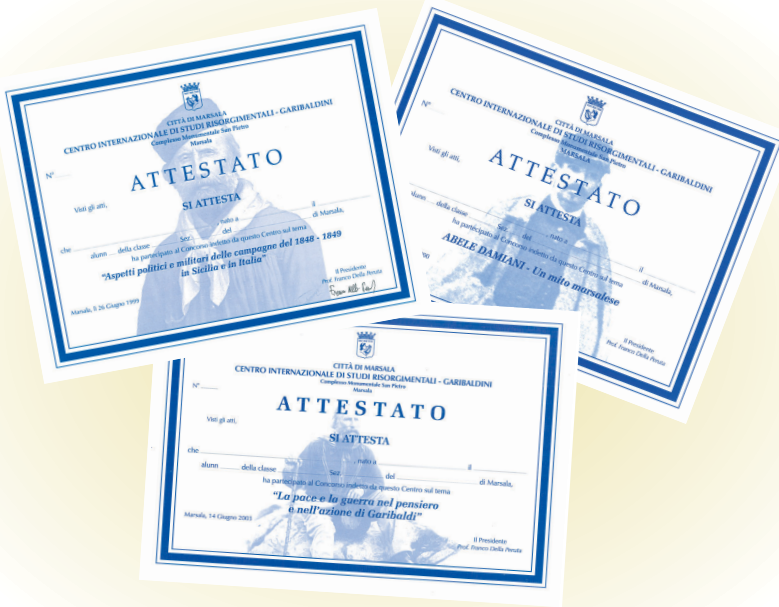 CITTÀ DI MARSALA
CENTRO INTERNAZIONALE DI STUDI RISORGIMENTALI - GARIBALDINI
Complesso Monumentale San Pietro
Marsala
N°
ATTESTATO
Visti gli atti,
SI ATTESTA
che nato a il
alunn della classe Sez. del di Marsala,
ha partecipato al Concorso indetto da questo Centro sul tema
"Aspetti politici e militari delle campagne del 1848 - 1849
in Sicilia e in Italia"
Marsala, lì 26 Giugno 1999
Il Presidente
Prof. Franco Della Peruta
CITTÀ DI MARSALA
CENTRO INTERNAZIONALE DI STUDI RISORGIMENTALI - GARIBALDINI
Complesso Monumentale San Pietro
MARSALA
N°
ATTESTATO
Visti gli atti,
SI ATTESTA
nato a il
alunn della classe Sez. del di Marsala,
ha partecipato al Concorso indetto da questo Centro sul tema
ABELE DAMIANI - Un mito marsalese
Il Presidente
Prof. Franco Della Peruta
CITTÀ DI MARSALA
CENTRO INTERNAZIONALE DI STUDI RISORGIMENTALI - GARIBALDINI
Complesso Monumentale San Pietro
Marsala
N°
ATTESTATO
Visti gli atti,
SI ATTESTA
che , nato a il
alunn della classe Sez. del di Marsala,
ha partecipato al Concorso indetto da questo Centro sul tema
"La pace e la guerra nel pensiero
e nell'azione di Garibaldi"
Marsala, 14 Giugno 2003
Il Presidente
Prof. Franco Della Peruta